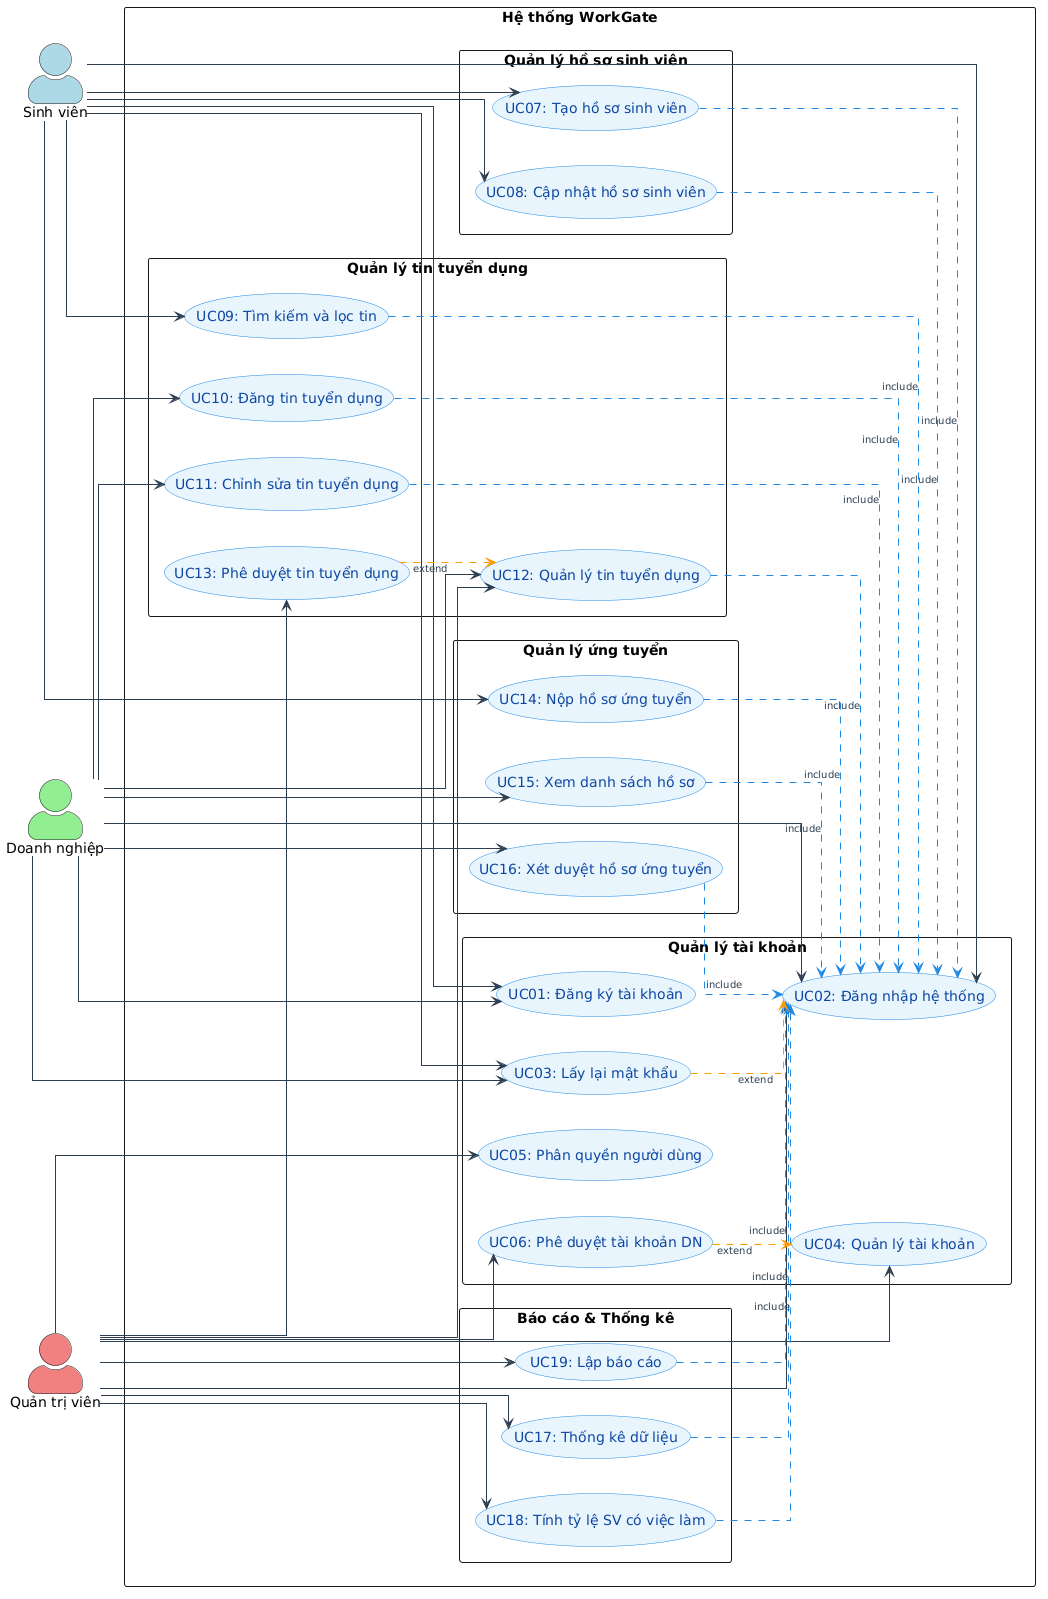 Hệ thống WorkGate
Quản lý hồ sơ sinh viên
Sinh viên
UC07: Tạo hồ sơ sinh viên
UC08: Cập nhật hồ sơ sinh viên
Quản lý tin tuyển dụng
UC09: Tìm kiếm và lọc tin
include
UC10: Đăng tin tuyển dụng
include
include
UC11: Chỉnh sửa tin tuyển dụng
include
include
UC13: Phê duyệt tin tuyển dụng
extend
UC12: Quản lý tin tuyển dụng
Quản lý ứng tuyển
UC14: Nộp hồ sơ ứng tuyển
include
UC15: Xem danh sách hồ sơ
include
include
Doanh nghiệp
UC16: Xét duyệt hồ sơ ứng tuyển
Quản lý tài khoản
include
UC01: Đăng ký tài khoản
UC02: Đăng nhập hệ thống
UC03: Lấy lại mật khẩu
extend
UC05: Phân quyền người dùng
include
UC06: Phê duyệt tài khoản DN
extend
UC04: Quản lý tài khoản
include
include
Báo cáo & Thống kê
UC19: Lập báo cáo
Quản trị viên
UC17: Thống kê dữ liệu
UC18: Tính tỷ lệ SV có việc làm